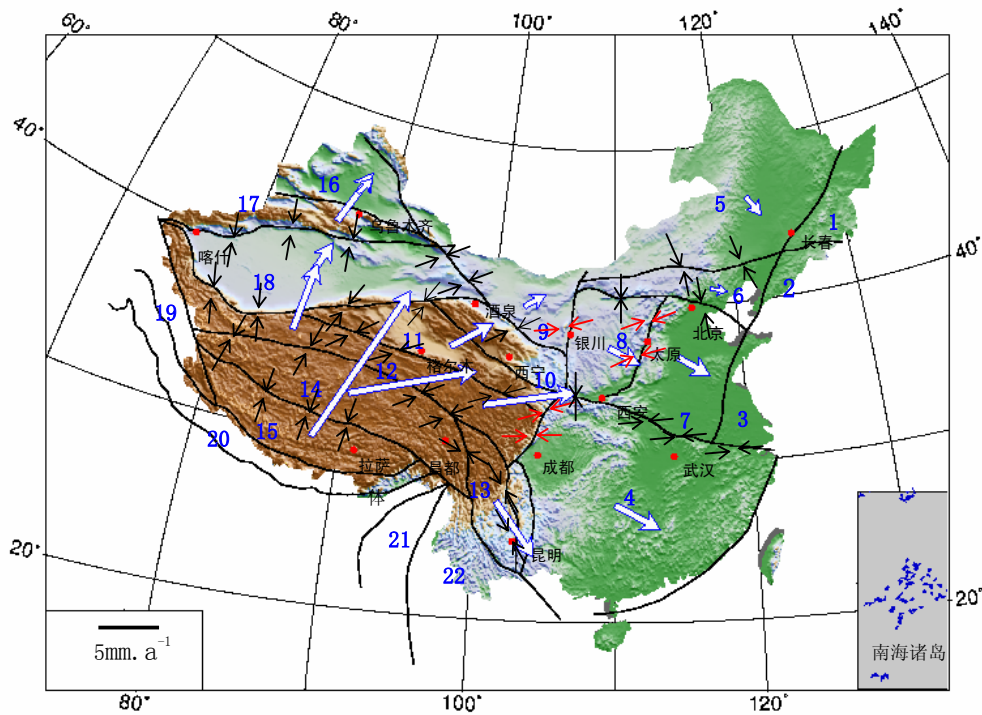 60°
80°
100°
120°
140°
40°
16
乌鲁木齐
17
喀什
5
1
长春
40°
18
2
6
19
酒泉
9
银川
8
北京
太原
11
格尔木
12
西宁
14
10
西安
7
3
15
20
拉萨
昌都
成都
武汉
体
13
4
20°
21
昆明
22
20°
5mm.a⁻¹
南海诸岛
80°
100°
120°